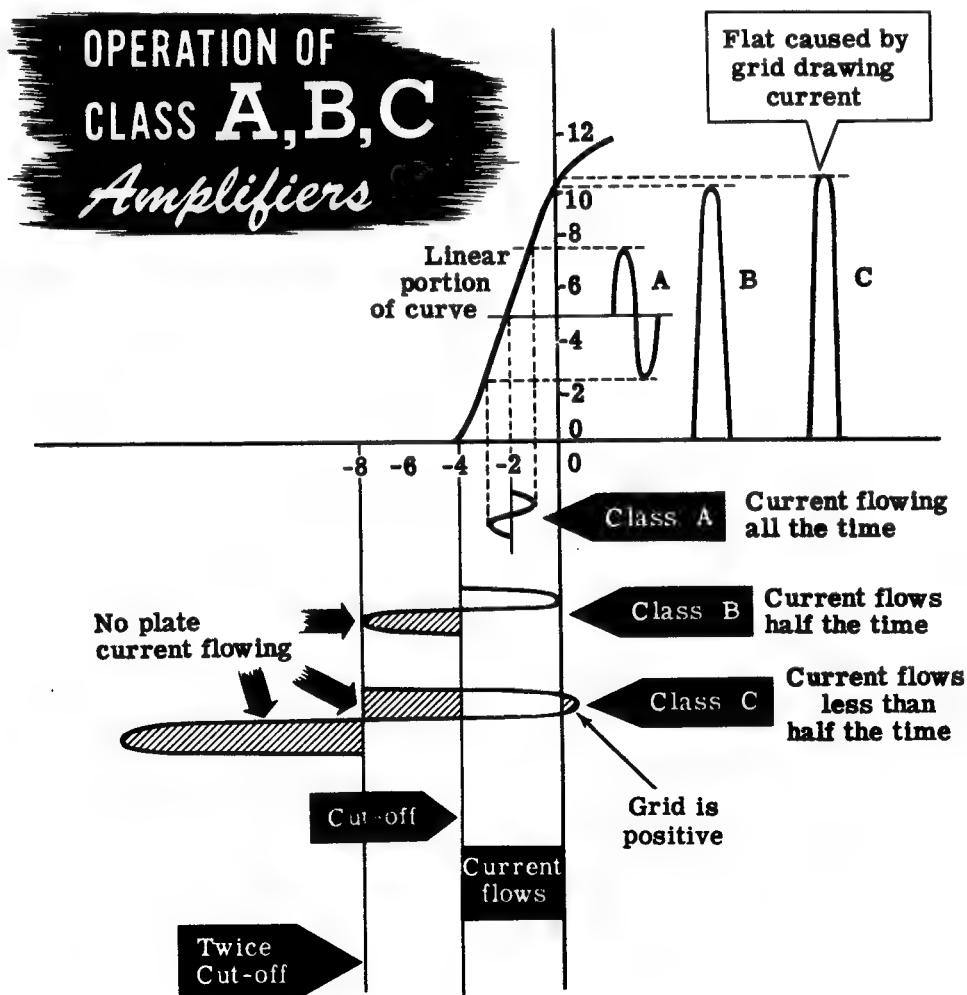 OPERATION OF
CLASS A,B,C
Amplifiers
Flat caused by
grid drawing
current
-12
10
-8
-6
-4
-2
0
Linear
portion
of curve
A
B
C
-8
-6
-4
-2
0
Class A
Current flowing
all the time
Class B
Current flows
half the time
No plate
current flowing
Class C
Current flows
less than
half the time
Grid is
positive
Cut-off
Current
flows
Twice
Cut-off